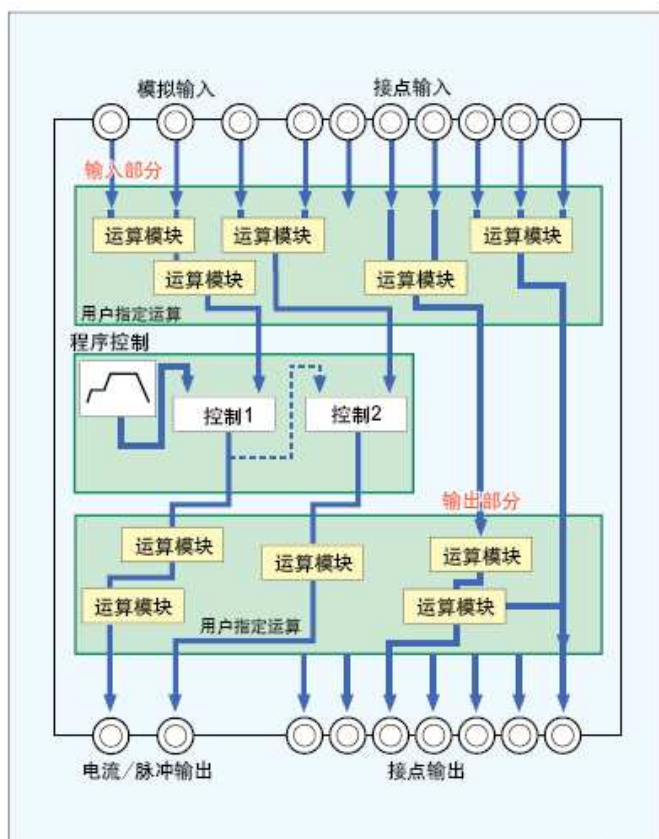 模拟输入
接点输入
输入部分
运算模块
运算模块
运算模块
运算模块
运算模块
用户指定运算
程序控制
控制1
控制2
输出部分
运算模块
运算模块
运算模块
运算模块
运算模块
用户指定运算
电流/脉冲输出
接点输出